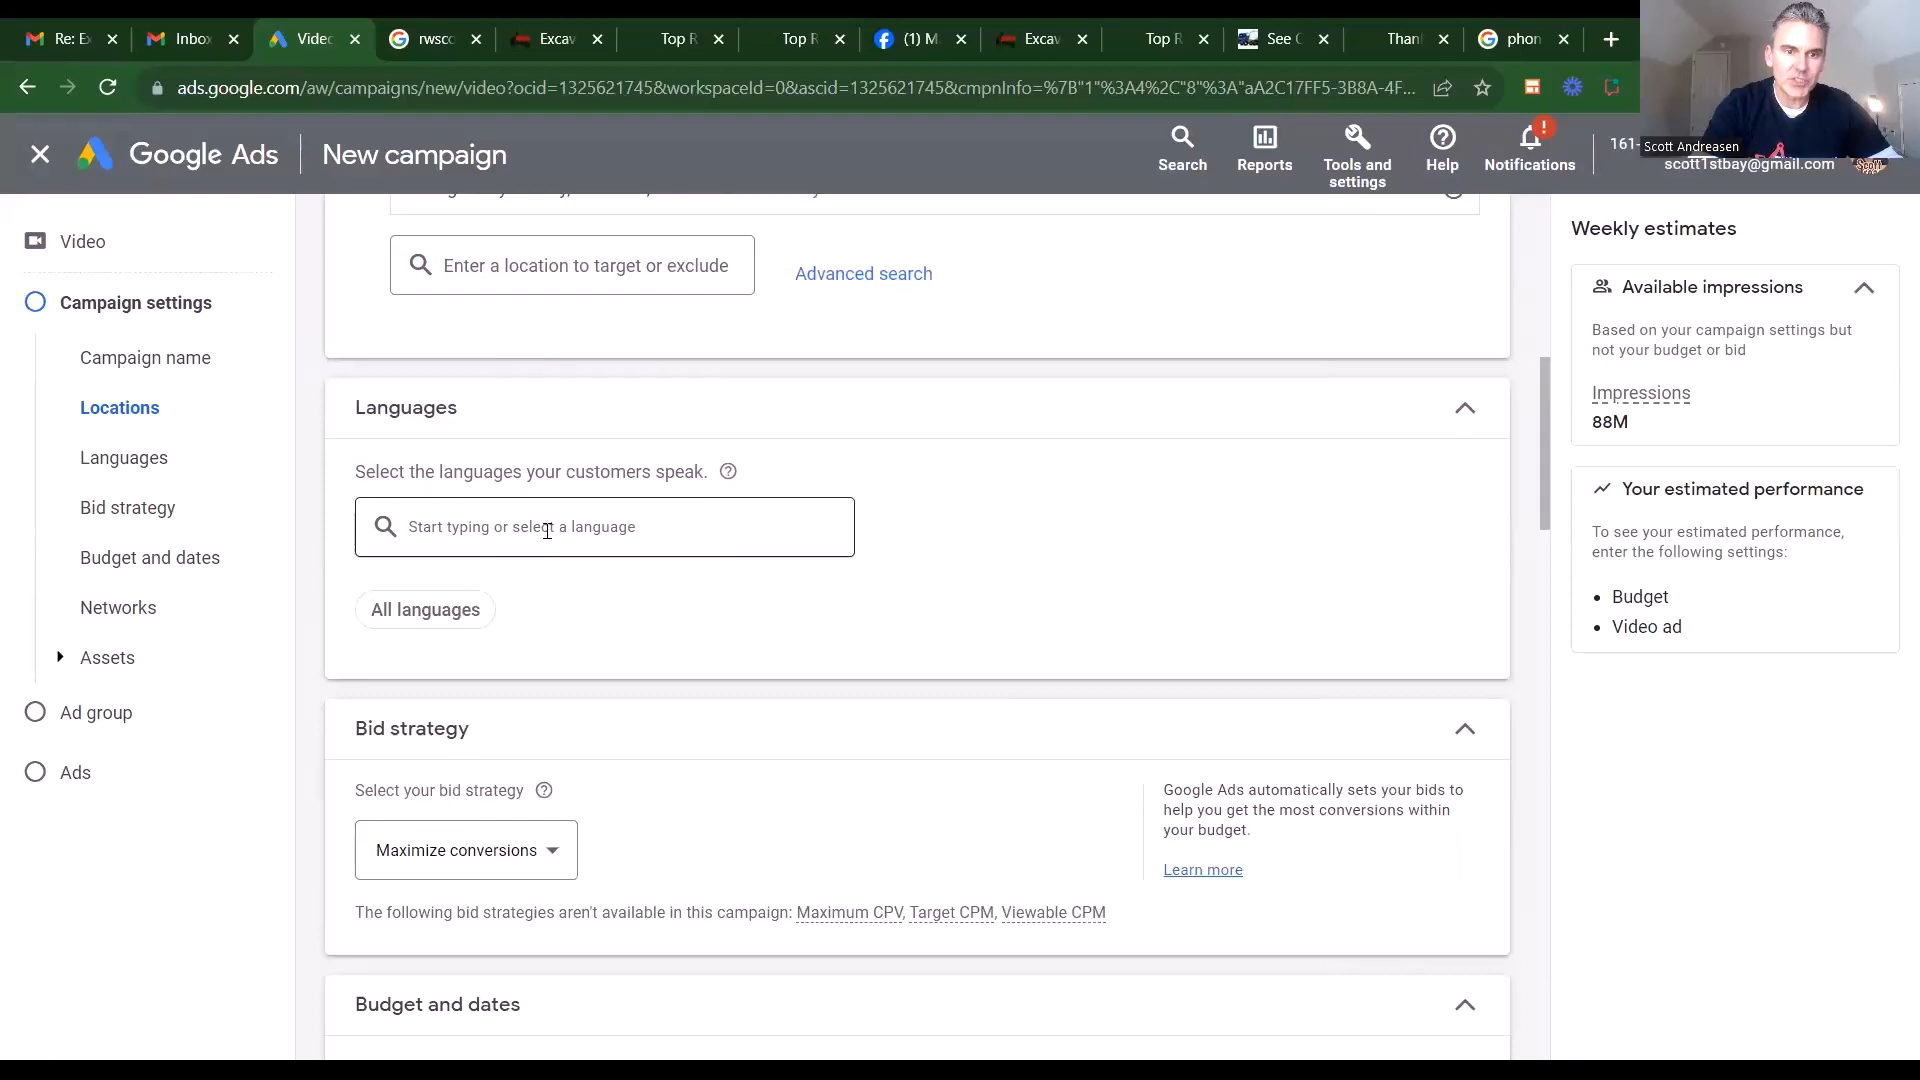 Re: E
Inbox
Video
rwsco
Excav
Top R
Top R
(1) M
Excav
Top R
See C
Than
phon
ads.google.com/aw/campaigns/new/video?ocid=1325621745&workspaceId=0&ascid=1325621745&cmpnInfo=%7B"1"%3A4%2C"8"%3A"aA2C17FF5-3B8A-4F...
Google Ads
New campaign
Search
Reports
Tools and settings
Help
Notifications
!
161-
Scott Andreasen
scott1stbay@gmail.com
Video
Campaign settings
Campaign name
Locations
Languages
Bid strategy
Budget and dates
Networks
Assets
Ad group
Ads
Enter a location to target or exclude
Advanced search
Languages
Select the languages your customers speak.
Start typing or select a language
All languages
Bid strategy
Select your bid strategy
Maximize conversions
Google Ads automatically sets your bids to
help you get the most conversions within
your budget.
Learn more
The following bid strategies aren't available in this campaign: Maximum CPV, Target CPM, Viewable CPM
Budget and dates
Weekly estimates
Available impressions
Based on your campaign settings but
not your budget or bid
Impressions
88M
Your estimated performance
To see your estimated performance,
enter the following settings:
• Budget
• Video ad